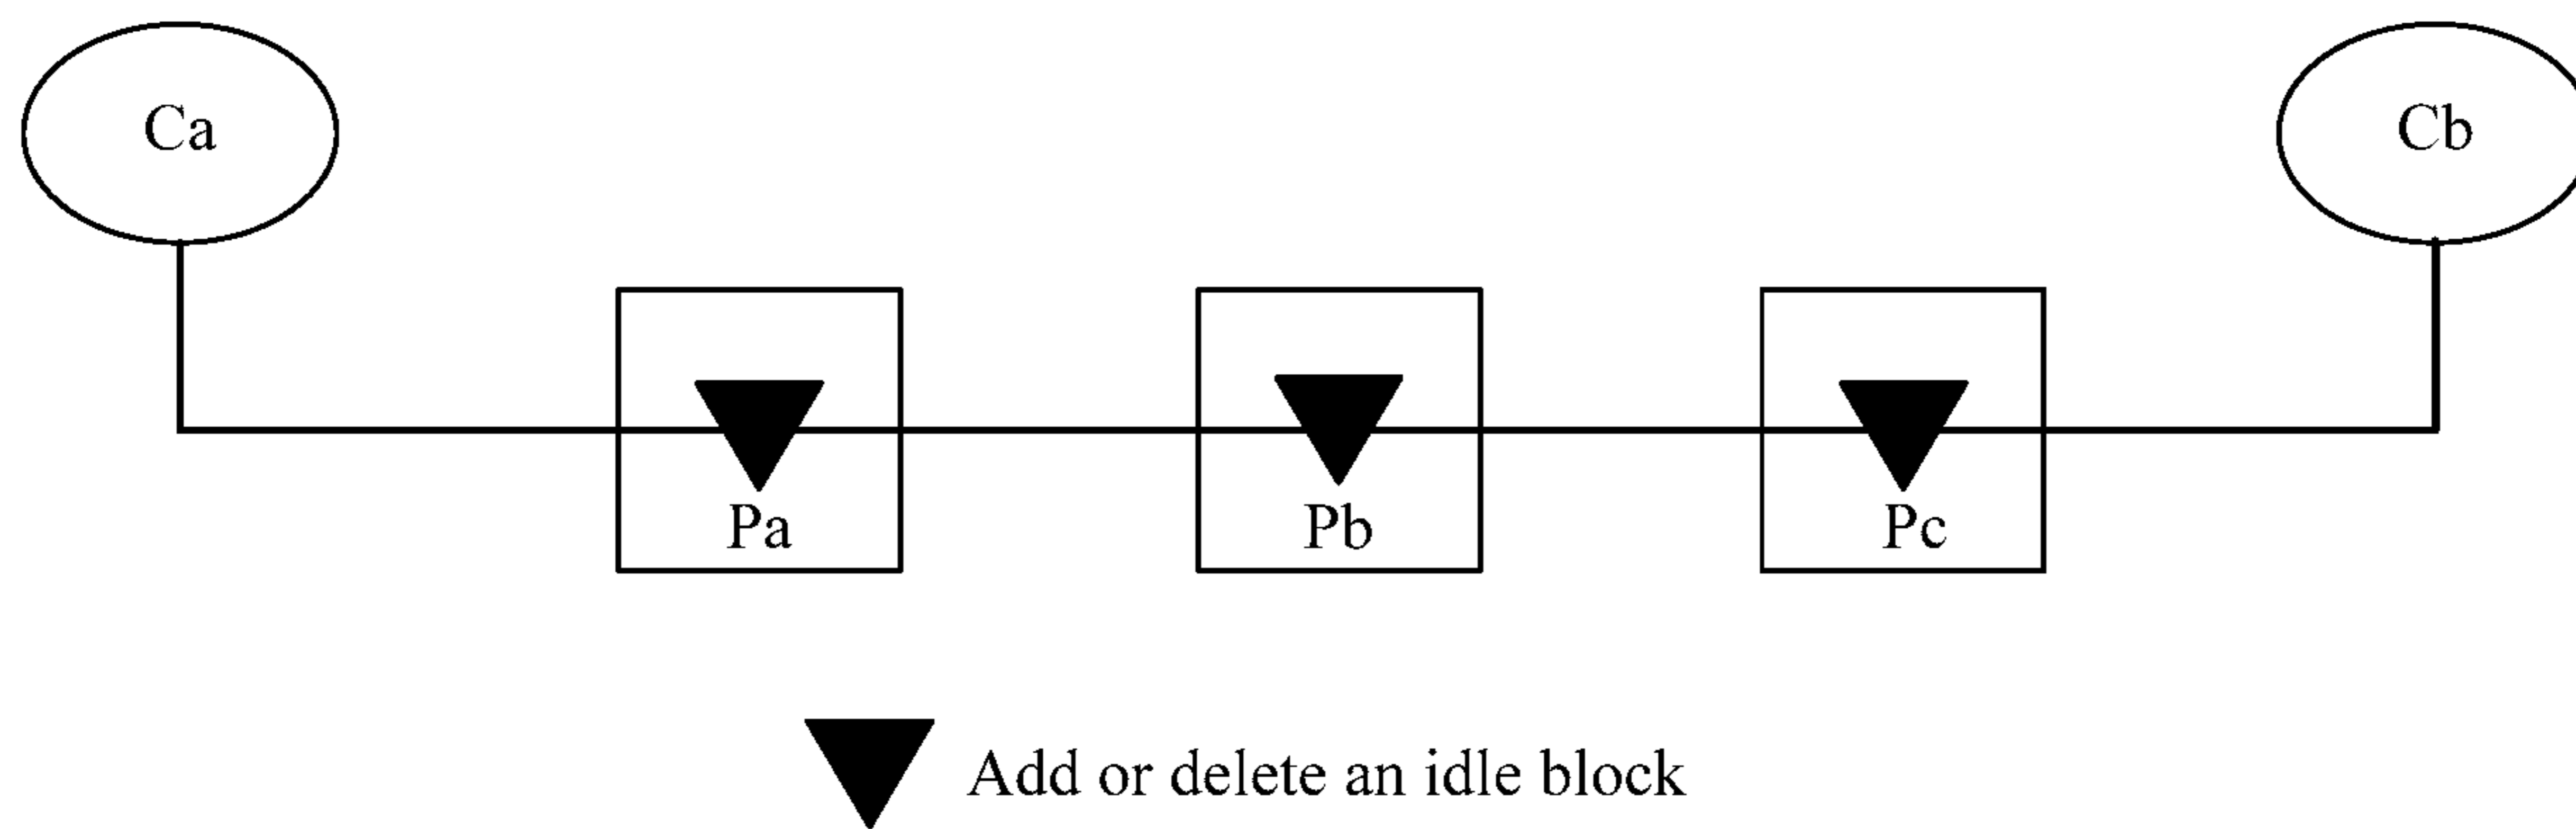 Ca
Cb
Pa
Pb
Pc
Add or delete an idle block